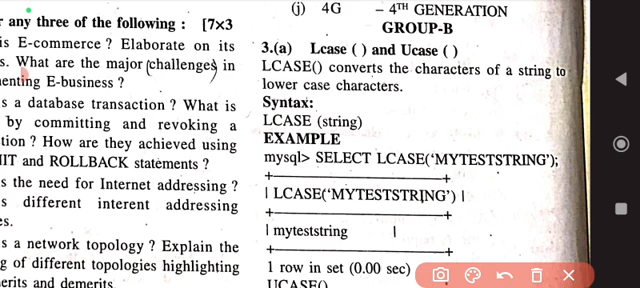 r any three of the following : [7×3
is E-commerce ? Elaborate on its
s. What are the major challenges in
enting E-business ?
s a database transaction ? What is
by committing and revoking a
tion ? How are they achieved using
IIT and ROLLBACK statements ?
s the need for Internet addressing ?
s different interent addressing
es.
s a network topology ? Explain the
g of different topologies highlighting
erits and demerits.
(j) 4G – 4TH GENERATION
GROUP-B
3.(a) Lcase ( ) and Ucase ( )
LCASE() converts the characters of a string to
lower case characters.
Syntax:
LCASE (string)
EXAMPLE
mysql> SELECT LCASE(‘MYTESTSTRING’);
+————————————+
| LCASE(‘MYTESTSTRING’) |
+————————————+
| myteststring |
+————————————+
1 row in set (0.00 sec)
UCASE()